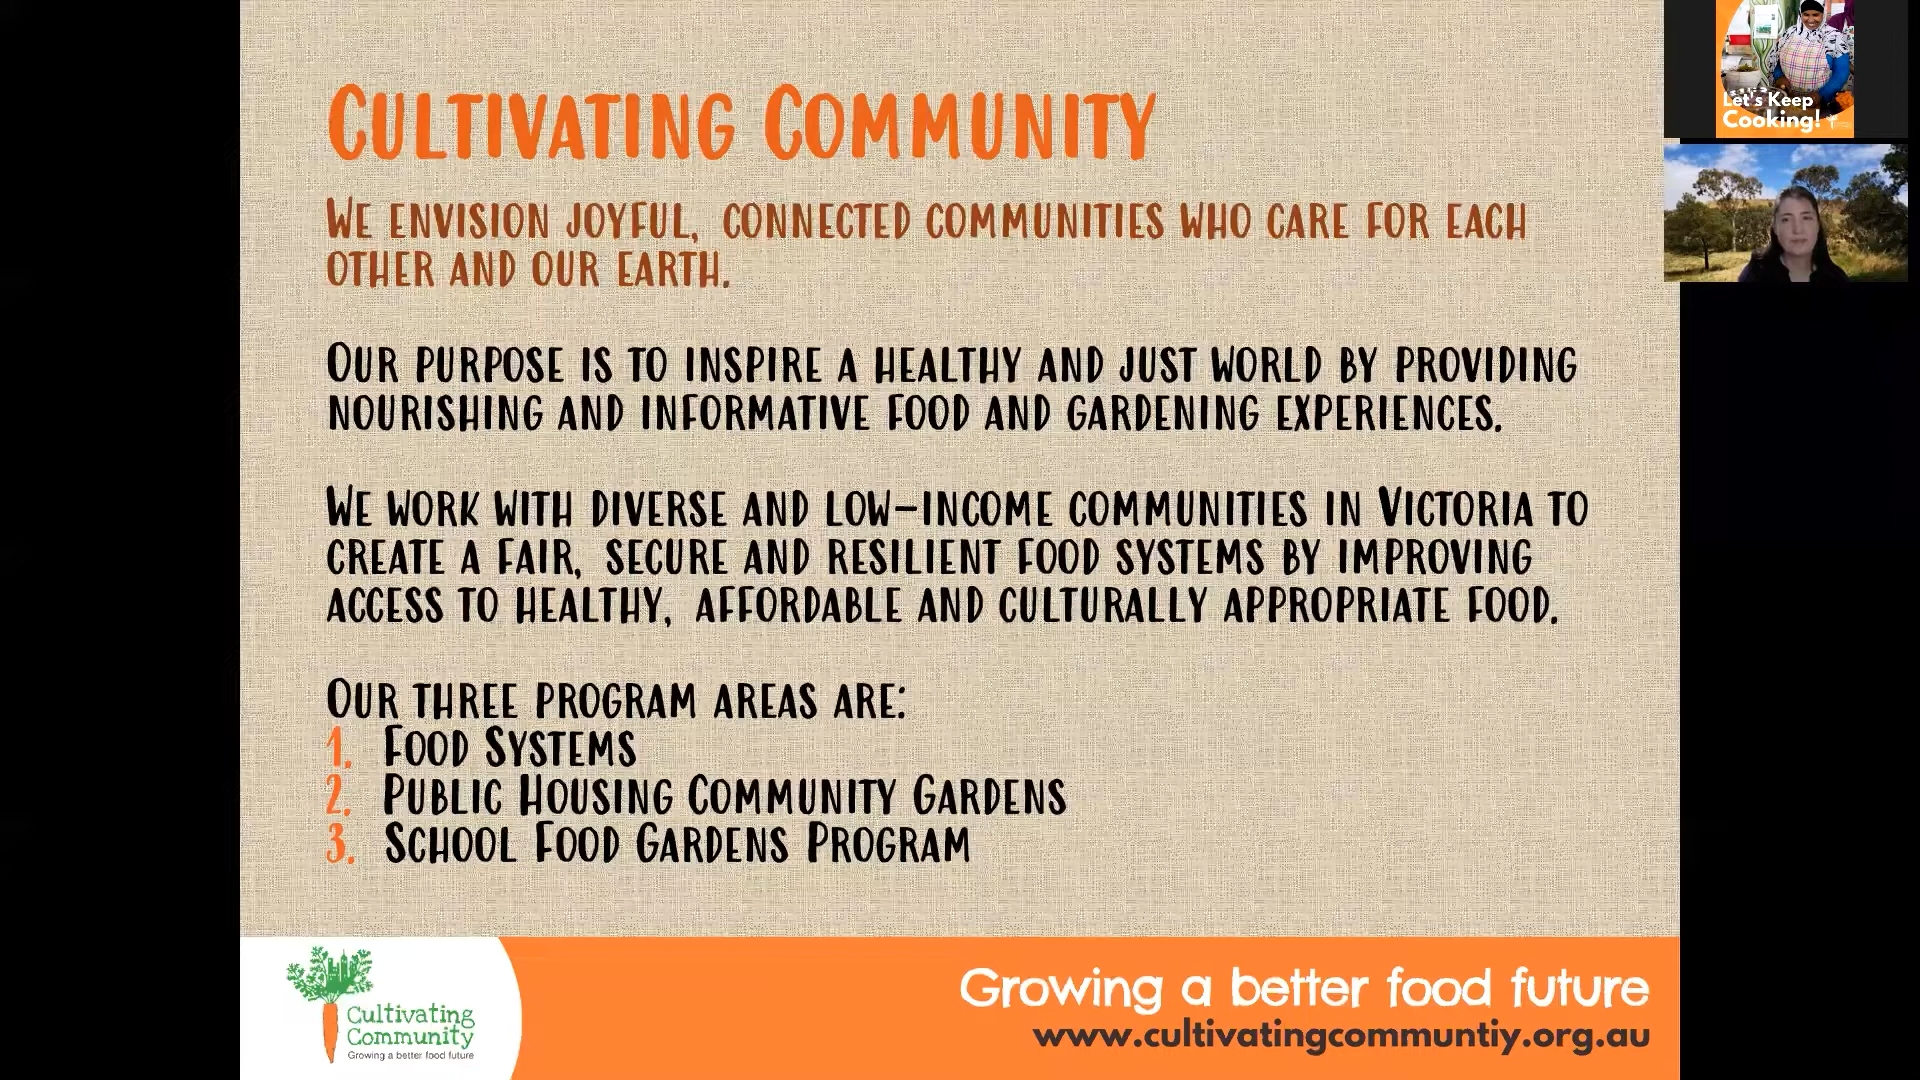 Cultivating Community
We envision joyful, connected communities who care for each
other and our earth.
Our purpose is to inspire a healthy and just world by providing
nourishing and informative food and gardening experiences.
We work with diverse and low-income communities in Victoria to
create a fair, secure and resilient food systems by improving
access to healthy, affordable and culturally appropriate food.
Our three program areas are:
1. Food Systems
2. Public Housing Community Gardens
3. School Food Gardens Program
Cultivating
Community
Growing a better food future
Growing a better food future
www.cultivatingcommuntiy.org.au
Let's Keep
Cooking!